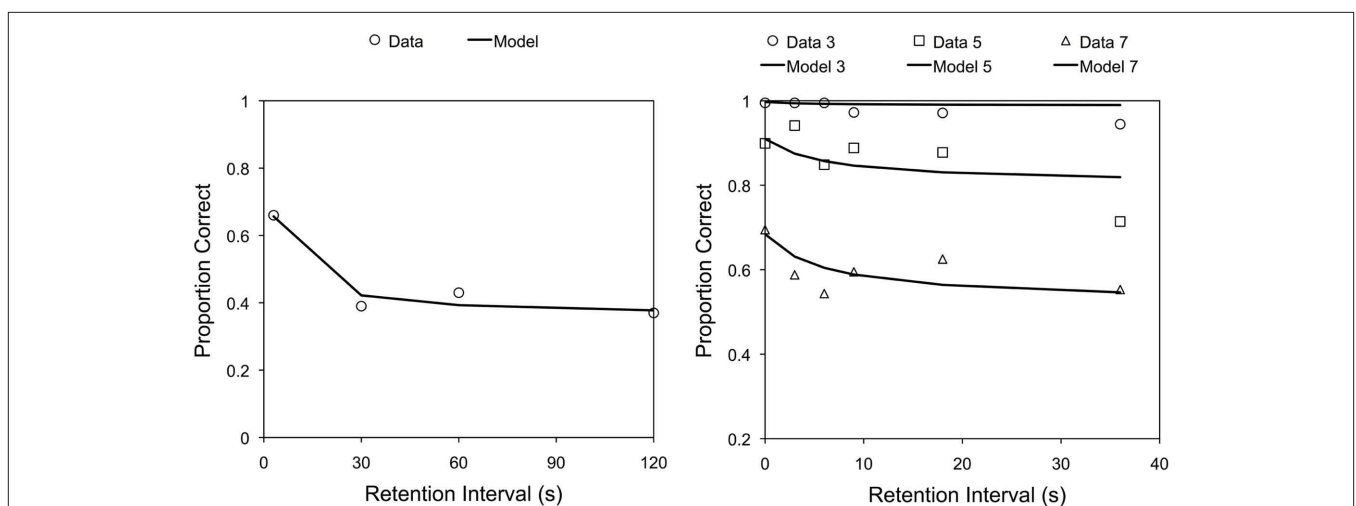 Data Model
1
0.8
0.6
0.4
0.2
0
0 30 60 90 120
Proportion Correct
Retention Interval (s)
Data 3 Data 5 Data 7
Model 3 Model 5 Model 7
1
0.8
0.6
0.4
0.2
0 10 20 30 40
Proportion Correct
Retention Interval (s)